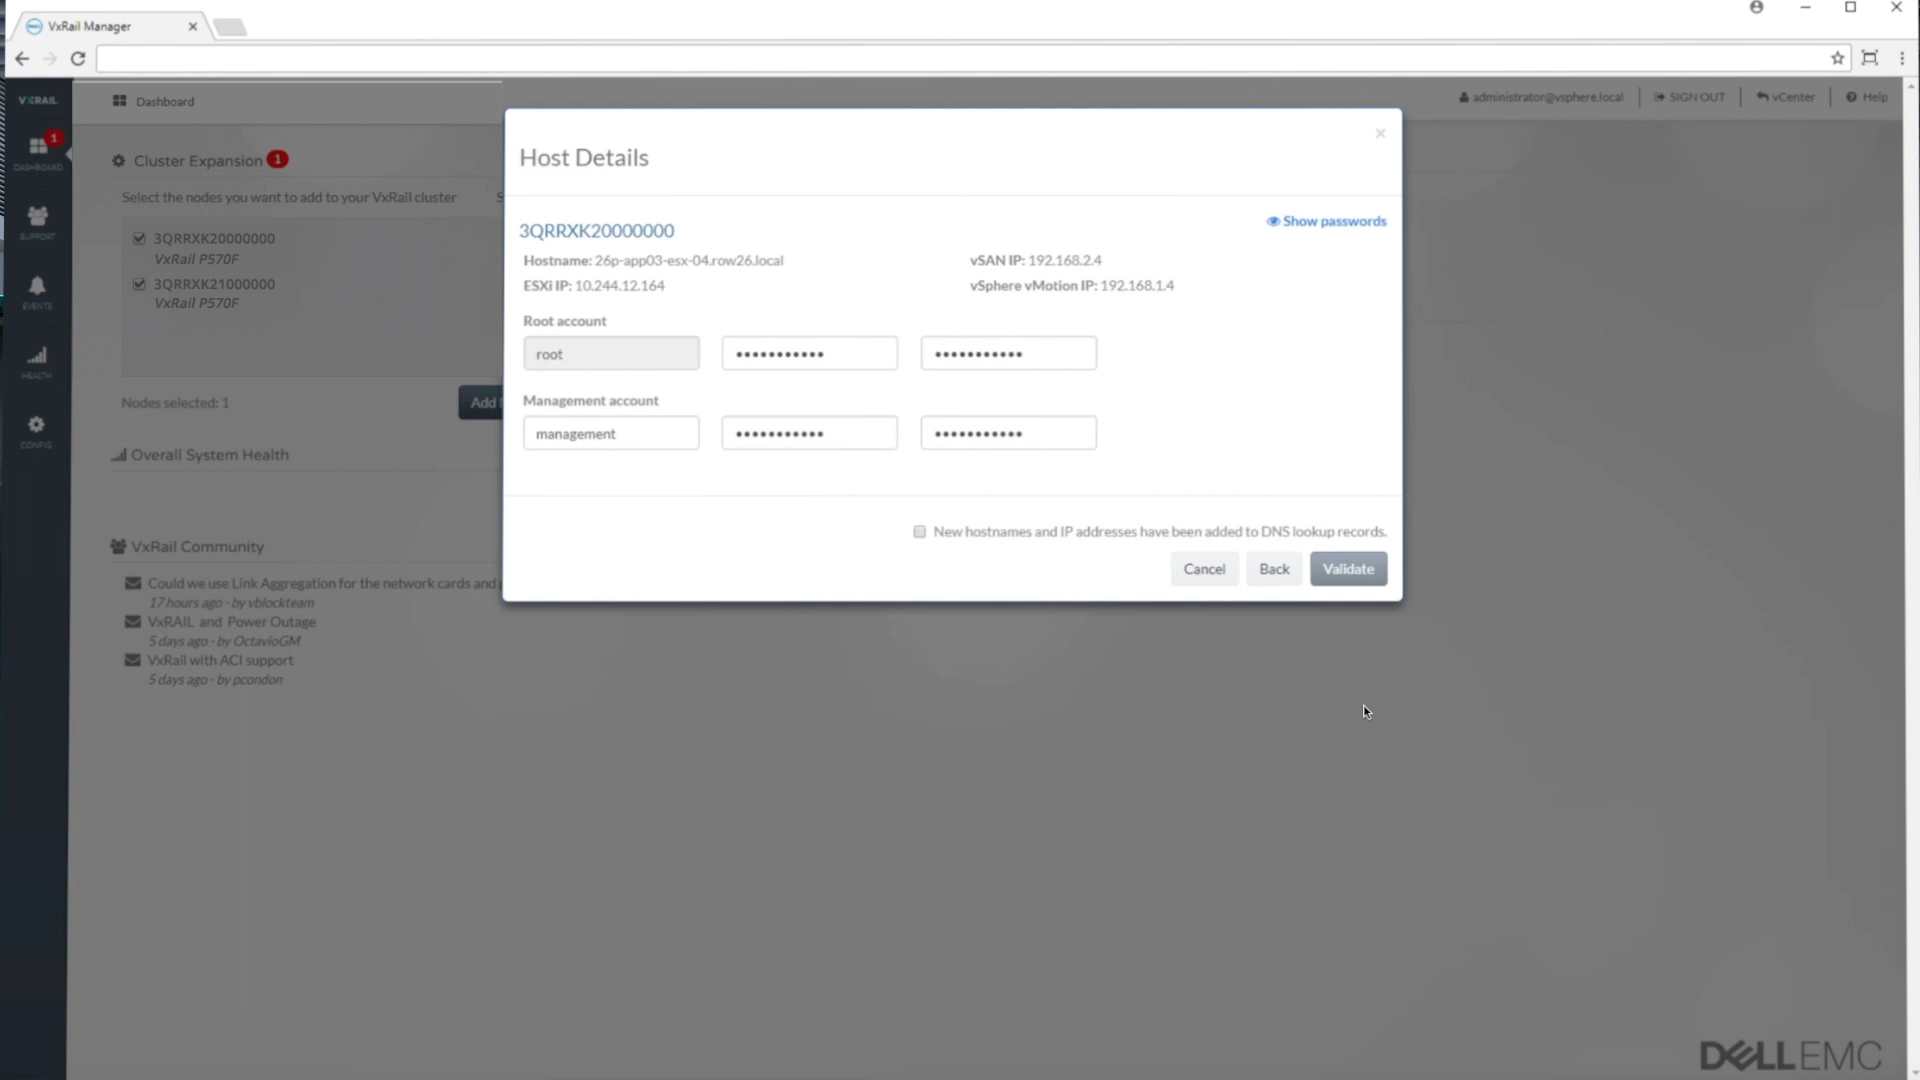 VxRail Manager
VXRAIL
Dashboard
administrator@vsphere.local
SIGN OUT
vCenter
Help
1
DASHBOARD
SUPPORT
EVENTS
HEALTH
CONFIG
Cluster Expansion 1
Select the nodes you want to add to your VxRail cluster
S
3QRRXK20000000
VxRail P570F
3QRRXK21000000
VxRail P570F
Nodes selected: 1
Add
Overall System Health
VxRail Community
Could we use Link Aggregation for the network cards and
17 hours ago - by vblockteam
VxRAIL and Power Outage
5 days ago - by OctavioGM
VxRail with ACI support
5 days ago - by pcondon
Host Details
×
3QRRXK20000000
Show passwords
Hostname: 26p-app03-esx-04.row26.local
vSAN IP: 192.168.2.4
ESXi IP: 10.244.12.164
vSphere vMotion IP: 192.168.1.4
Root account
root
•••••••••••
•••••••••••
Management account
management
•••••••••••
•••••••••••
New hostnames and IP addresses have been added to DNS lookup records.
Cancel
Back
Validate
DELLEMC